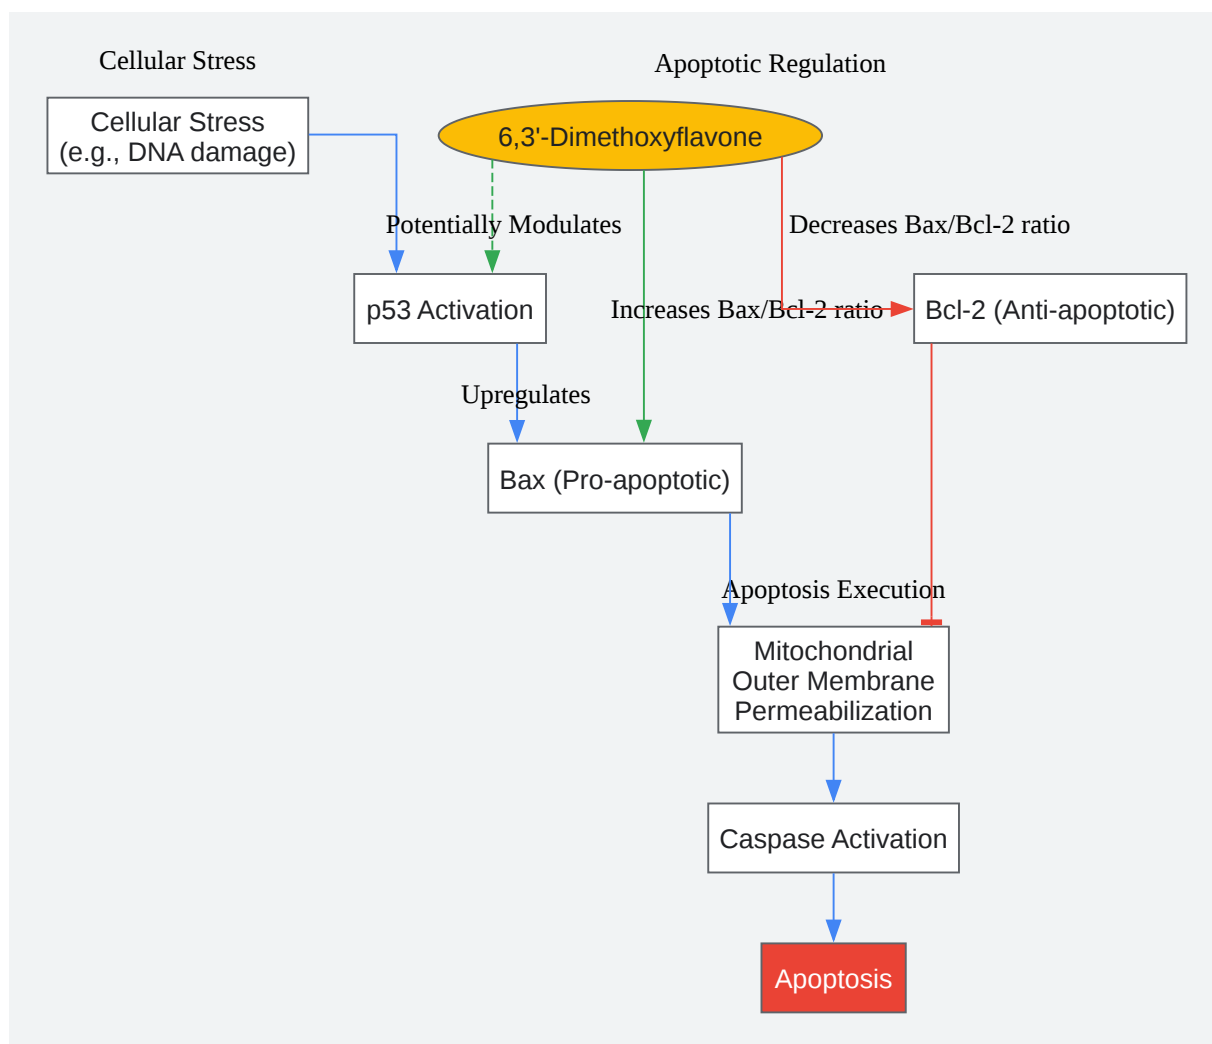 Cellular Stress
Apoptotic Regulation
Cellular Stress
(e.g., DNA damage)
6,3'-Dimethoxyflavone
Potentially Modulates
Decreases Bax/Bcl-2 ratio
p53 Activation
Increases Bax/Bcl-2 ratio
Bcl-2 (Anti-apoptotic)
Upregulates
Bax (Pro-apoptotic)
Apoptosis Execution
Mitochondrial
Outer Membrane
Permeabilization
Caspase Activation
Apoptosis